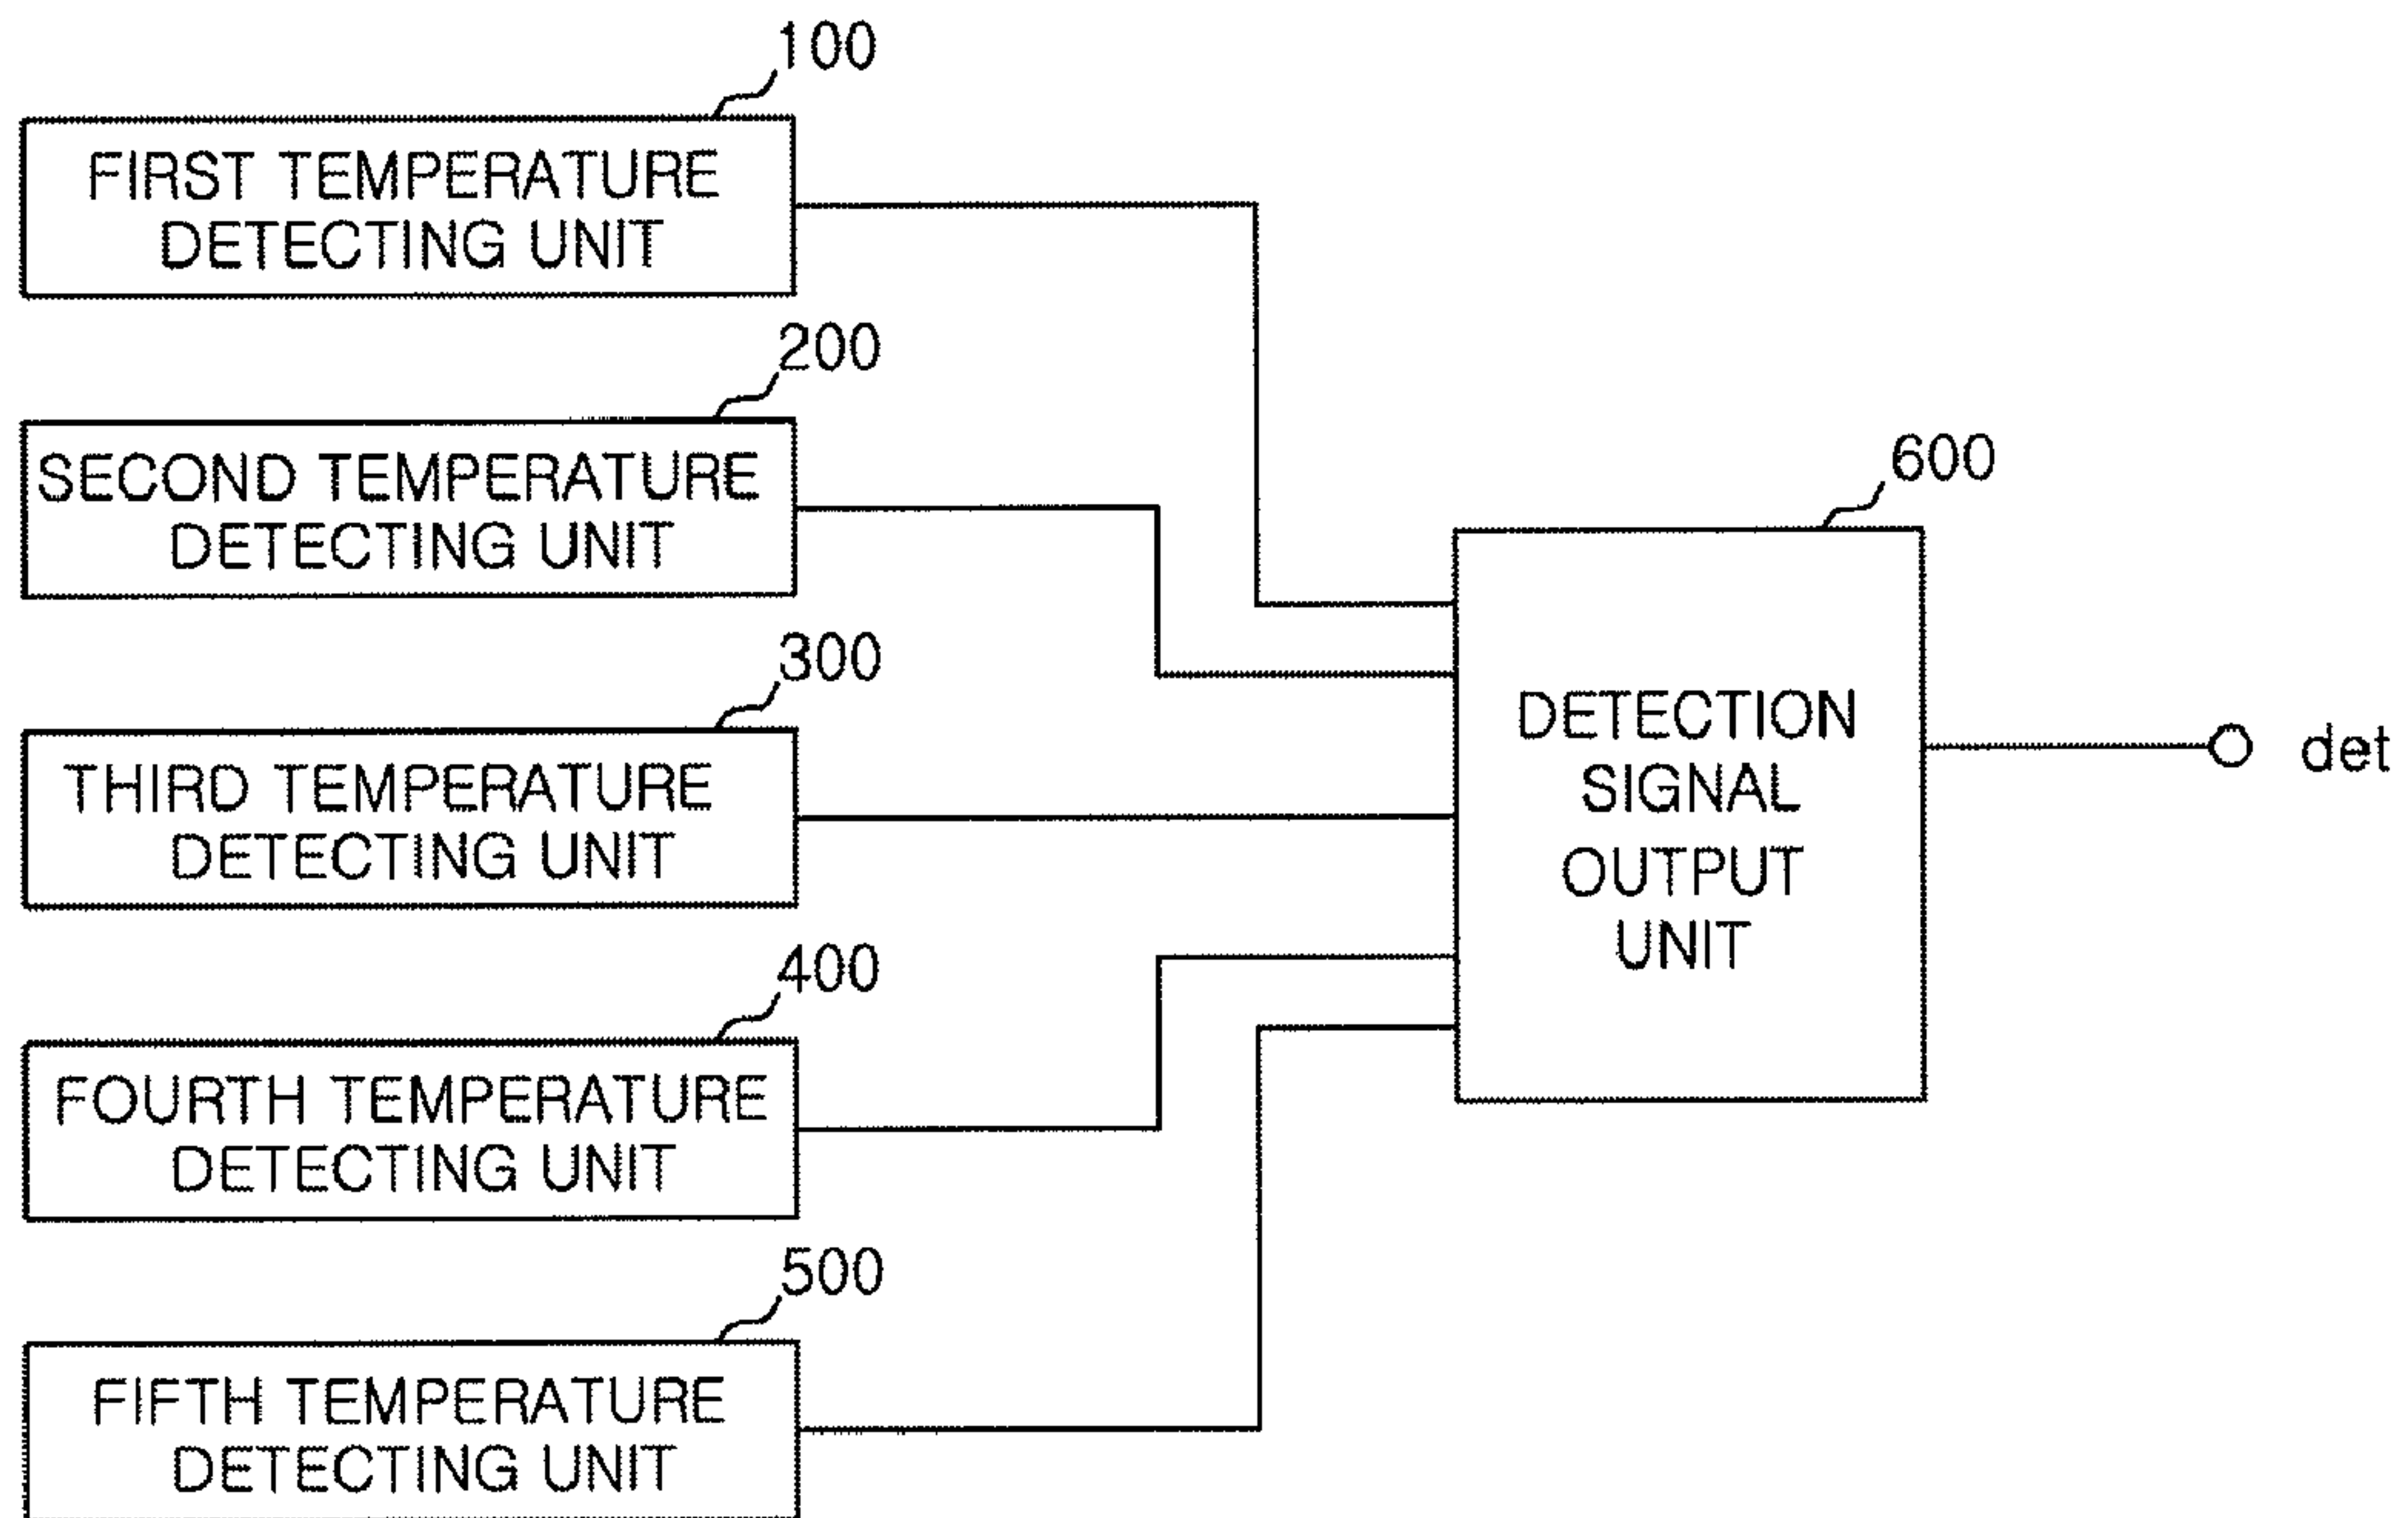 100
FIRST TEMPERATURE
DETECTING UNIT
200
SECOND TEMPERATURE
DETECTING UNIT
300
THIRD TEMPERATURE
DETECTING UNIT
400
FOURTH TEMPERATURE
DETECTING UNIT
500
FIFTH TEMPERATURE
DETECTING UNIT
600
DETECTION
SIGNAL
OUTPUT
UNIT
det